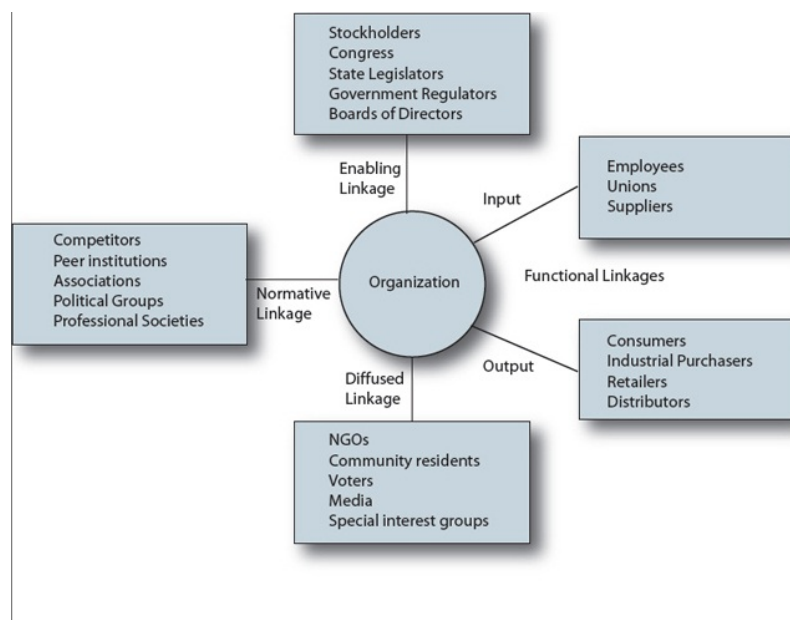 Stockholders
Congress
State Legislators
Government Regulators
Boards of Directors
Enabling
Linkage
Input
Employees
Unions
Suppliers
Competitors
Peer institutions
Associations
Political Groups
Professional Societies
Normative
Linkage
Organization
Functional Linkages
Diffused
Linkage
Output
Consumers
Industrial Purchasers
Retailers
Distributors
NGOs
Community residents
Voters
Media
Special interest groups